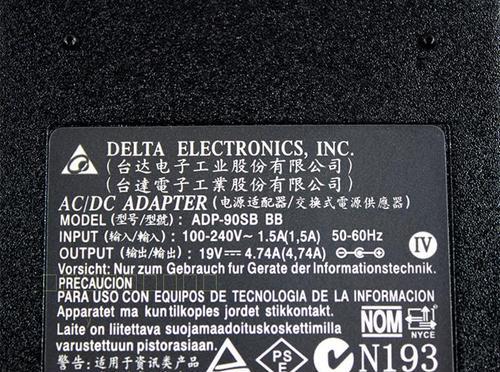 DELTA ELECTRONICS, INC.
(台达电子工业股份有限公司)
(台達電子工業股份有限公司)
AC/DC ADAPTER (电源适配器/交換式電源供應器)
MODEL (型号/型號): ADP-90SB BB
INPUT (输入/輸入): 100-240V~ 1.5A(1,5A) 50-60Hz
OUTPUT (输出/輸出): 19V⎓ 4.74A(4,74A)
IV
Vorsicht: Nur zum Gebrauch fur Gerate der Informationstechnik.
PRECAUCION
PARA USO CON EQUIPOS DE TECNOLOGIA DE LA INFORMACION
Apparatet ma kun tilkoples jordet stikkontakt.
Laite on liitettava suojamaadoituskoskettimilla
varustettuun pistorasiaan.
NOM
NYCE
警告: 适用于资讯类产品
PS
E
N193